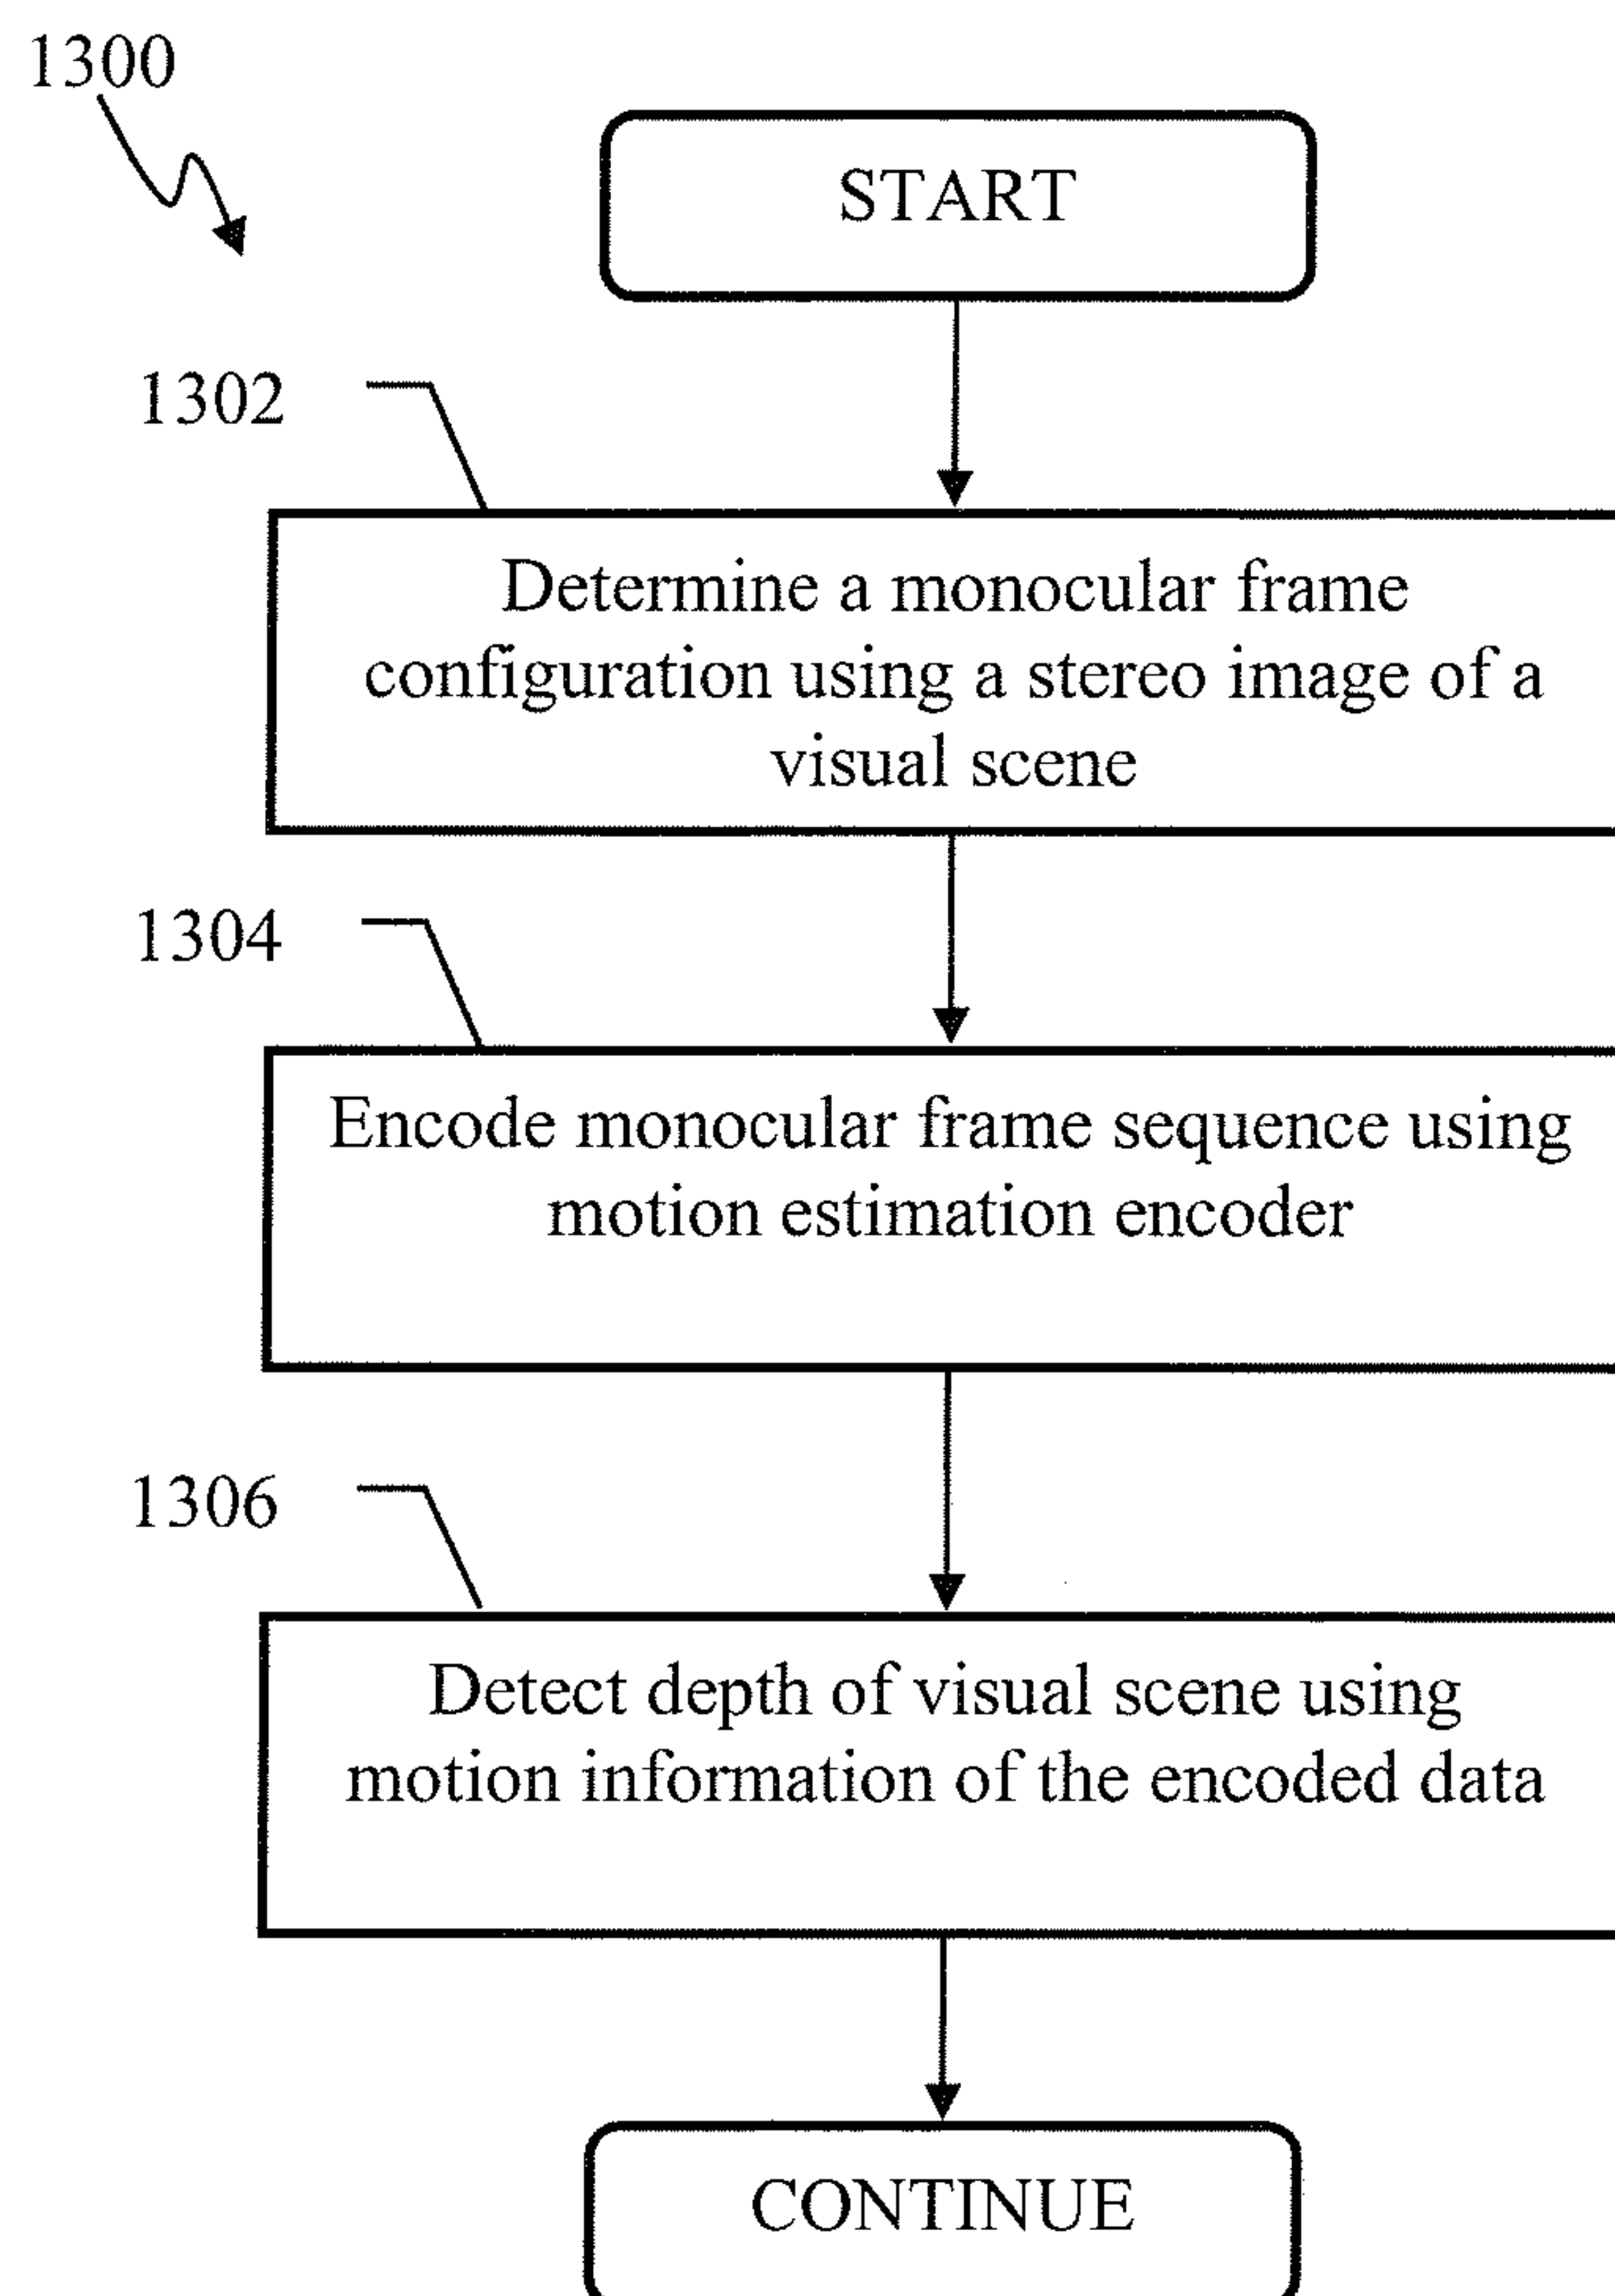 1300
START
1302
Determine a monocular frame
configuration using a stereo image of a
visual scene
1304
Encode monocular frame sequence using
motion estimation encoder
1306
Detect depth of visual scene using
motion information of the encoded data
CONTINUE